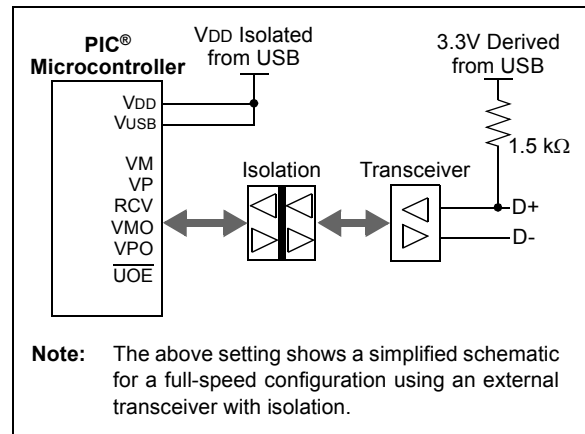 PIC®
Microcontroller
VDD Isolated
from USB
3.3V Derived
from USB
VDD
VUSB
1.5 kΩ
VM
VP
RCV
VMO
VPO
UOE
Isolation
Transceiver
D+
D-
Note: The above setting shows a simplified schematic
for a full-speed configuration using an external
transceiver with isolation.